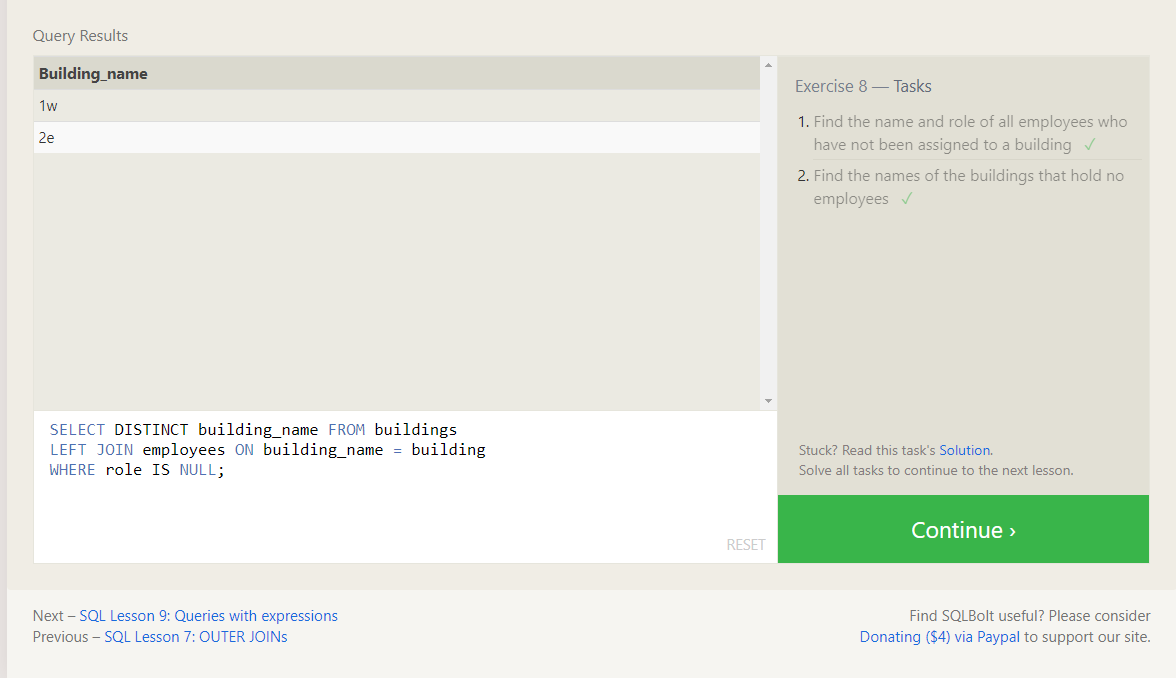 Query Results
Building_name
1w
2e
Exercise 8 — Tasks
1. Find the name and role of all employees who
have not been assigned to a building ✓
2. Find the names of the buildings that hold no
employees ✓
SELECT DISTINCT building_name FROM buildings
LEFT JOIN employees ON building_name = building
WHERE role IS NULL;
RESET
Stuck? Read this task's Solution.
Solve all tasks to continue to the next lesson.
Continue ›
Next – SQL Lesson 9: Queries with expressions
Previous – SQL Lesson 7: OUTER JOINs
Find SQLBolt useful? Please consider
Donating ($4) via Paypal to support our site.